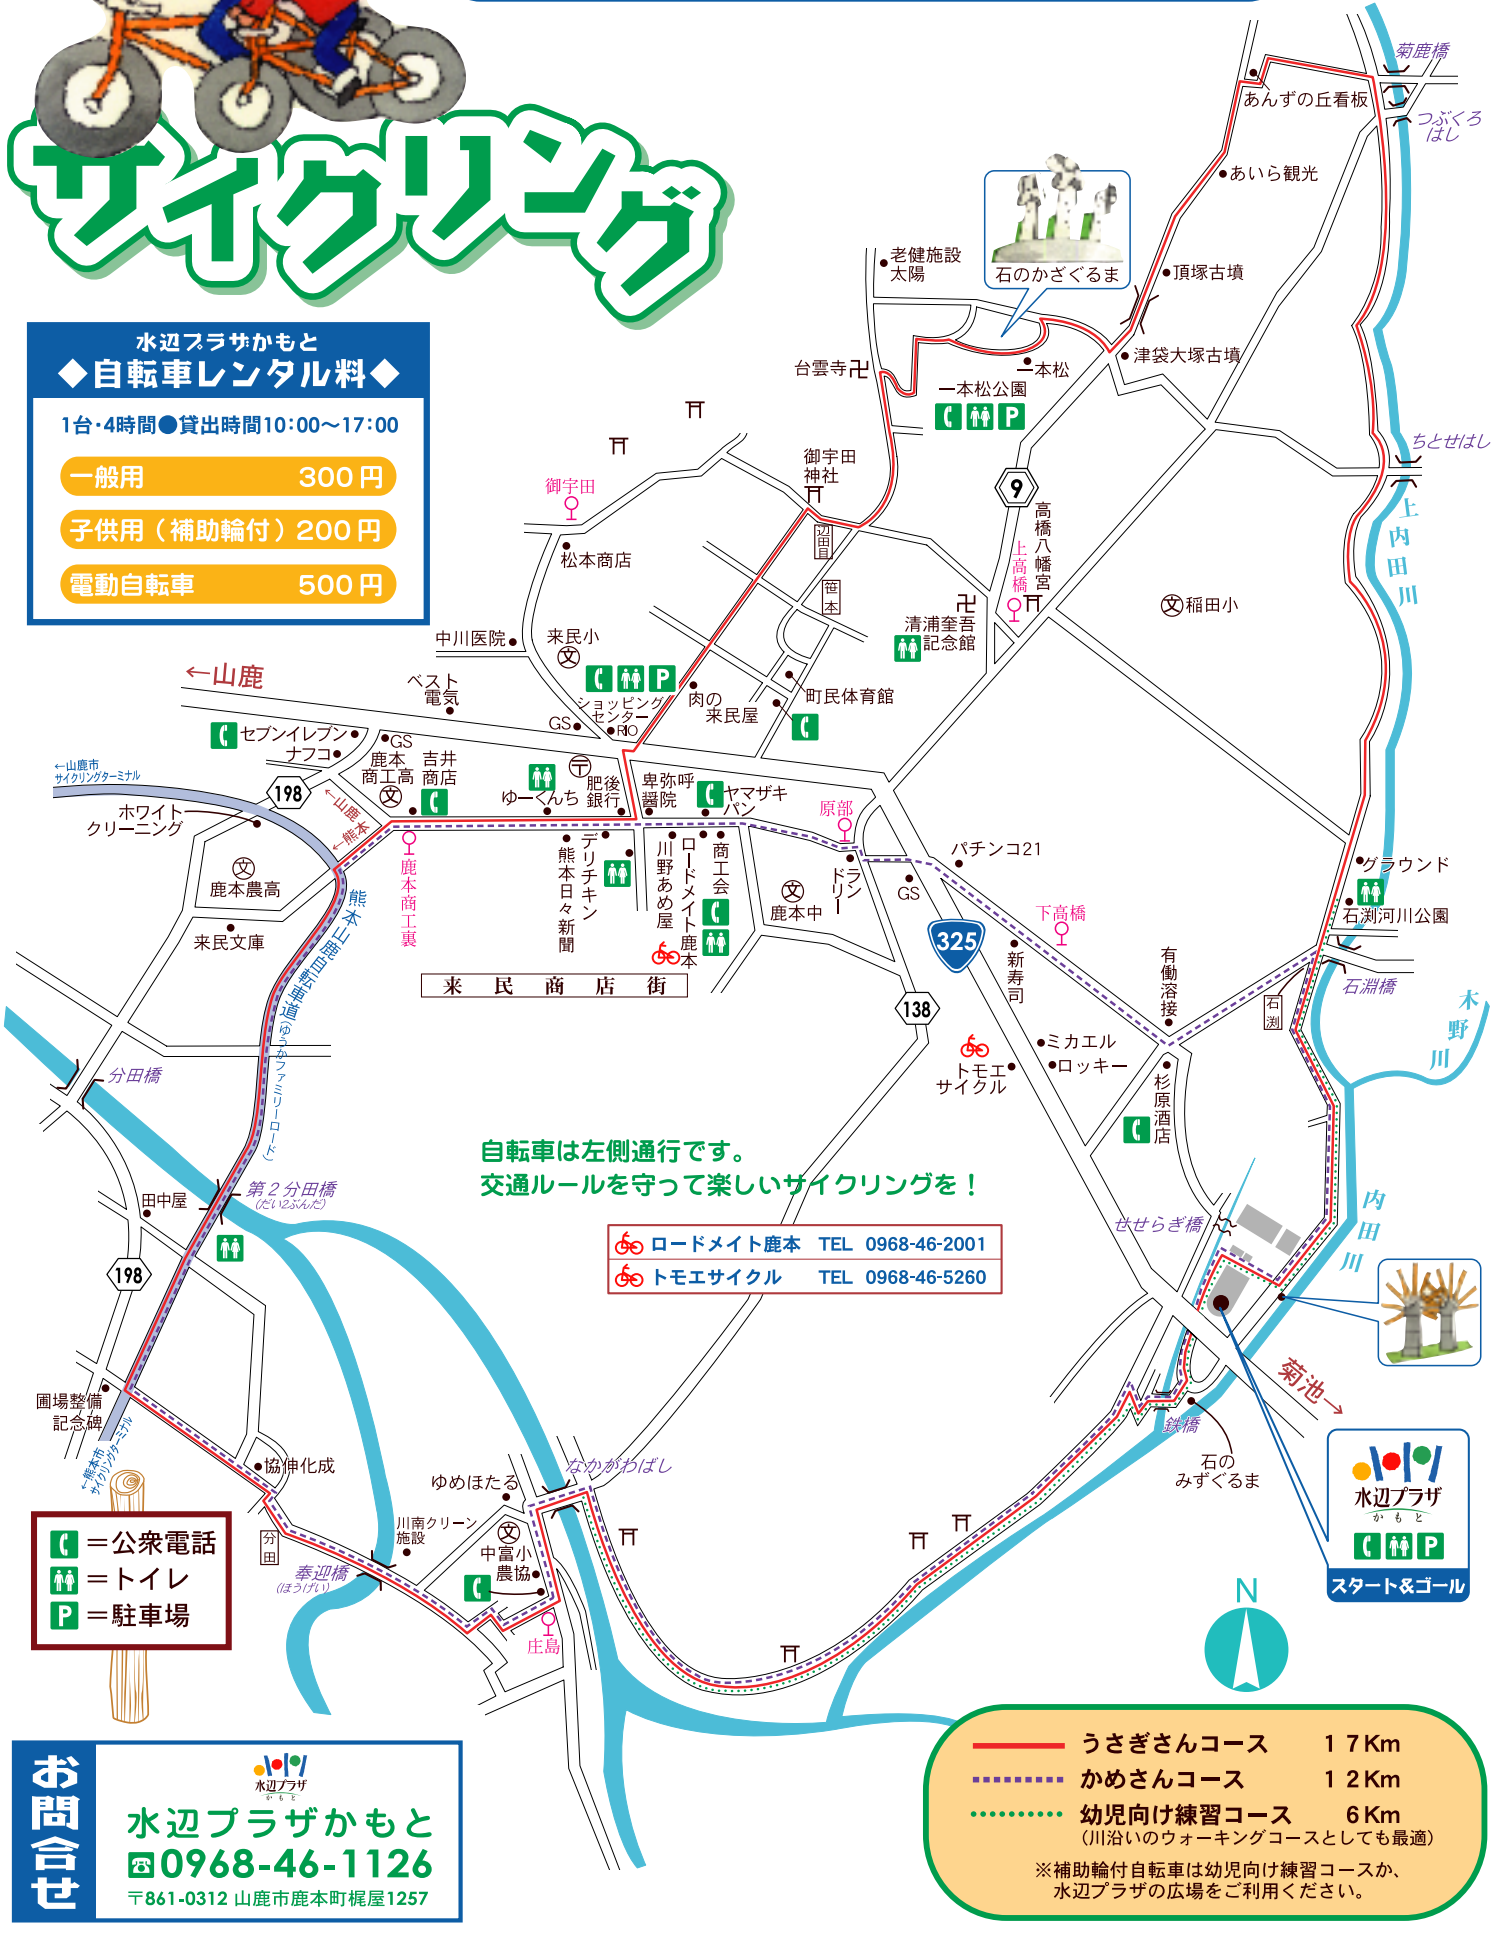 サイクリング
水辺プラザかもと
◆自転車レンタル料◆
1台・4時間●貸出時間10:00〜17:00
一般用 300円
子供用(補助輪付)200円
電動自転車 500円
菊鹿橋
あんずの丘看板
つぶくろ
はし
あいら観光
石のかざぐるま
老健施設
太陽
頂塚古墳
津袋大塚古墳
台雲寺
一本松
一本松公園
P
ちとせはし
上内田川
御宇田
神社
御宇田
松本商店
辺田目
笹本
9
高橋八幡宮
上高橋
清浦奎吾
記念館
文
稲田小
中川医院
来民小
文
P
←山鹿
ベスト
電気
GS
ショッピング
センター
RIO
肉の
来民屋
町民体育館
セブンイレブン
ナフコ
GS
鹿本
商工高
文
吉井
商店
←山鹿市
サイクリングターミナル
198
ホワイト
クリーニング
←山鹿
←熊本
ゆーくんち
肥後
銀行
卑弥呼
醤院
ヤマザキ
パン
原部
文
鹿本農高
来民文庫
鹿本商工裏
熊本日々新聞
デリチキン
川野あめ屋
ロードメイト鹿本
商工会
文
鹿本中
ドラン
ドリー
GS
パチンコ21
325
下高橋
新寿司
有働溶接
グラウンド
石渕河川公園
石淵橋
石渕
木野川
来民商店街
138
熊本山鹿自転車道
(ゆうかファミリーロード)
トモエ
サイクル
ミカエル
ロッキー
杉原酒店
分田橋
自転車は左側通行です。
交通ルールを守って楽しいサイクリングを!
田中屋
第2分田橋
(だい2ぶんだ)
198
ロードメイト鹿本 TEL 0968-46-2001
トモエサイクル TEL 0968-46-5260
せせらぎ橋
内田川
菊池→
鉄橋
石の
みずぐるま
水辺プラザ
かもと
P
スタート&ゴール
圃場整備
記念碑
←熊本市
サイクリングターミナル
協伸化成
分田
ゆめほたる
なかがわばし
川南クリーン
施設
文
中富小
農協
奉迎橋
(ほうげい)
庄島
=公衆電話
=トイレ
P=駐車場
N
お問合せ
水辺プラザ
かもと
水辺プラザかもと
☎0968-46-1126
〒861-0312 山鹿市鹿本町梶屋1257
うさぎさんコース 17Km
かめさんコース 12Km
幼児向け練習コース 6Km
(川沿いのウォーキングコースとしても最適)
※補助輪付自転車は幼児向け練習コースか、
水辺プラザの広場をご利用ください。